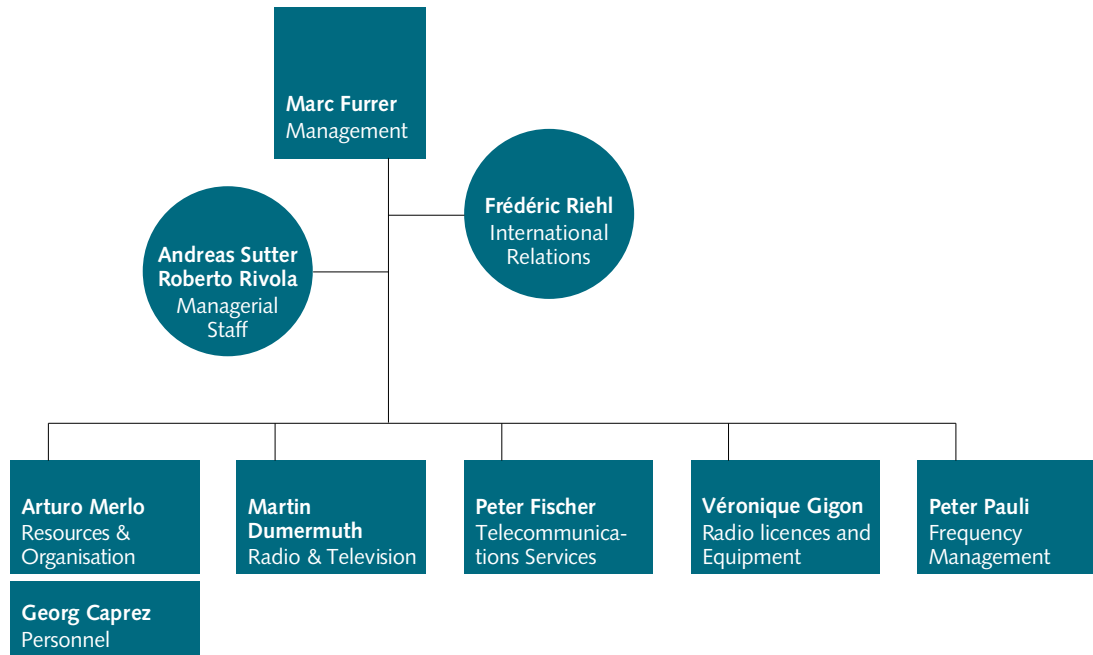 Marc Furrer
Management
Frédéric Riehl
International
Relations
Andreas Sutter
Roberto Rivola
Managerial
Staff
Arturo Merlo
Resources &
Organisation
Martin
Dumermuth
Radio & Television
Peter Fischer
Telecommunica-
tions Services
Véronique Gigon
Radio licences and
Equipment
Peter Pauli
Frequency
Management
Georg Caprez
Personnel